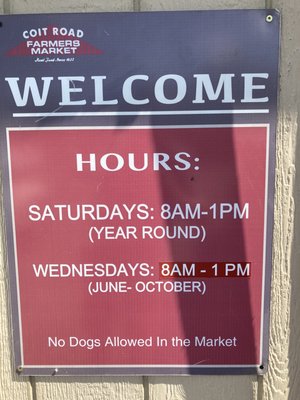 COIT ROAD
FARMERS
MARKET
WELCOME
HOURS:
SATURDAYS: 8AM-1PM
(YEAR ROUND)
WEDNESDAYS: 8AM - 1 PM
(JUNE- OCTOBER)
No Dogs Allowed In the Market